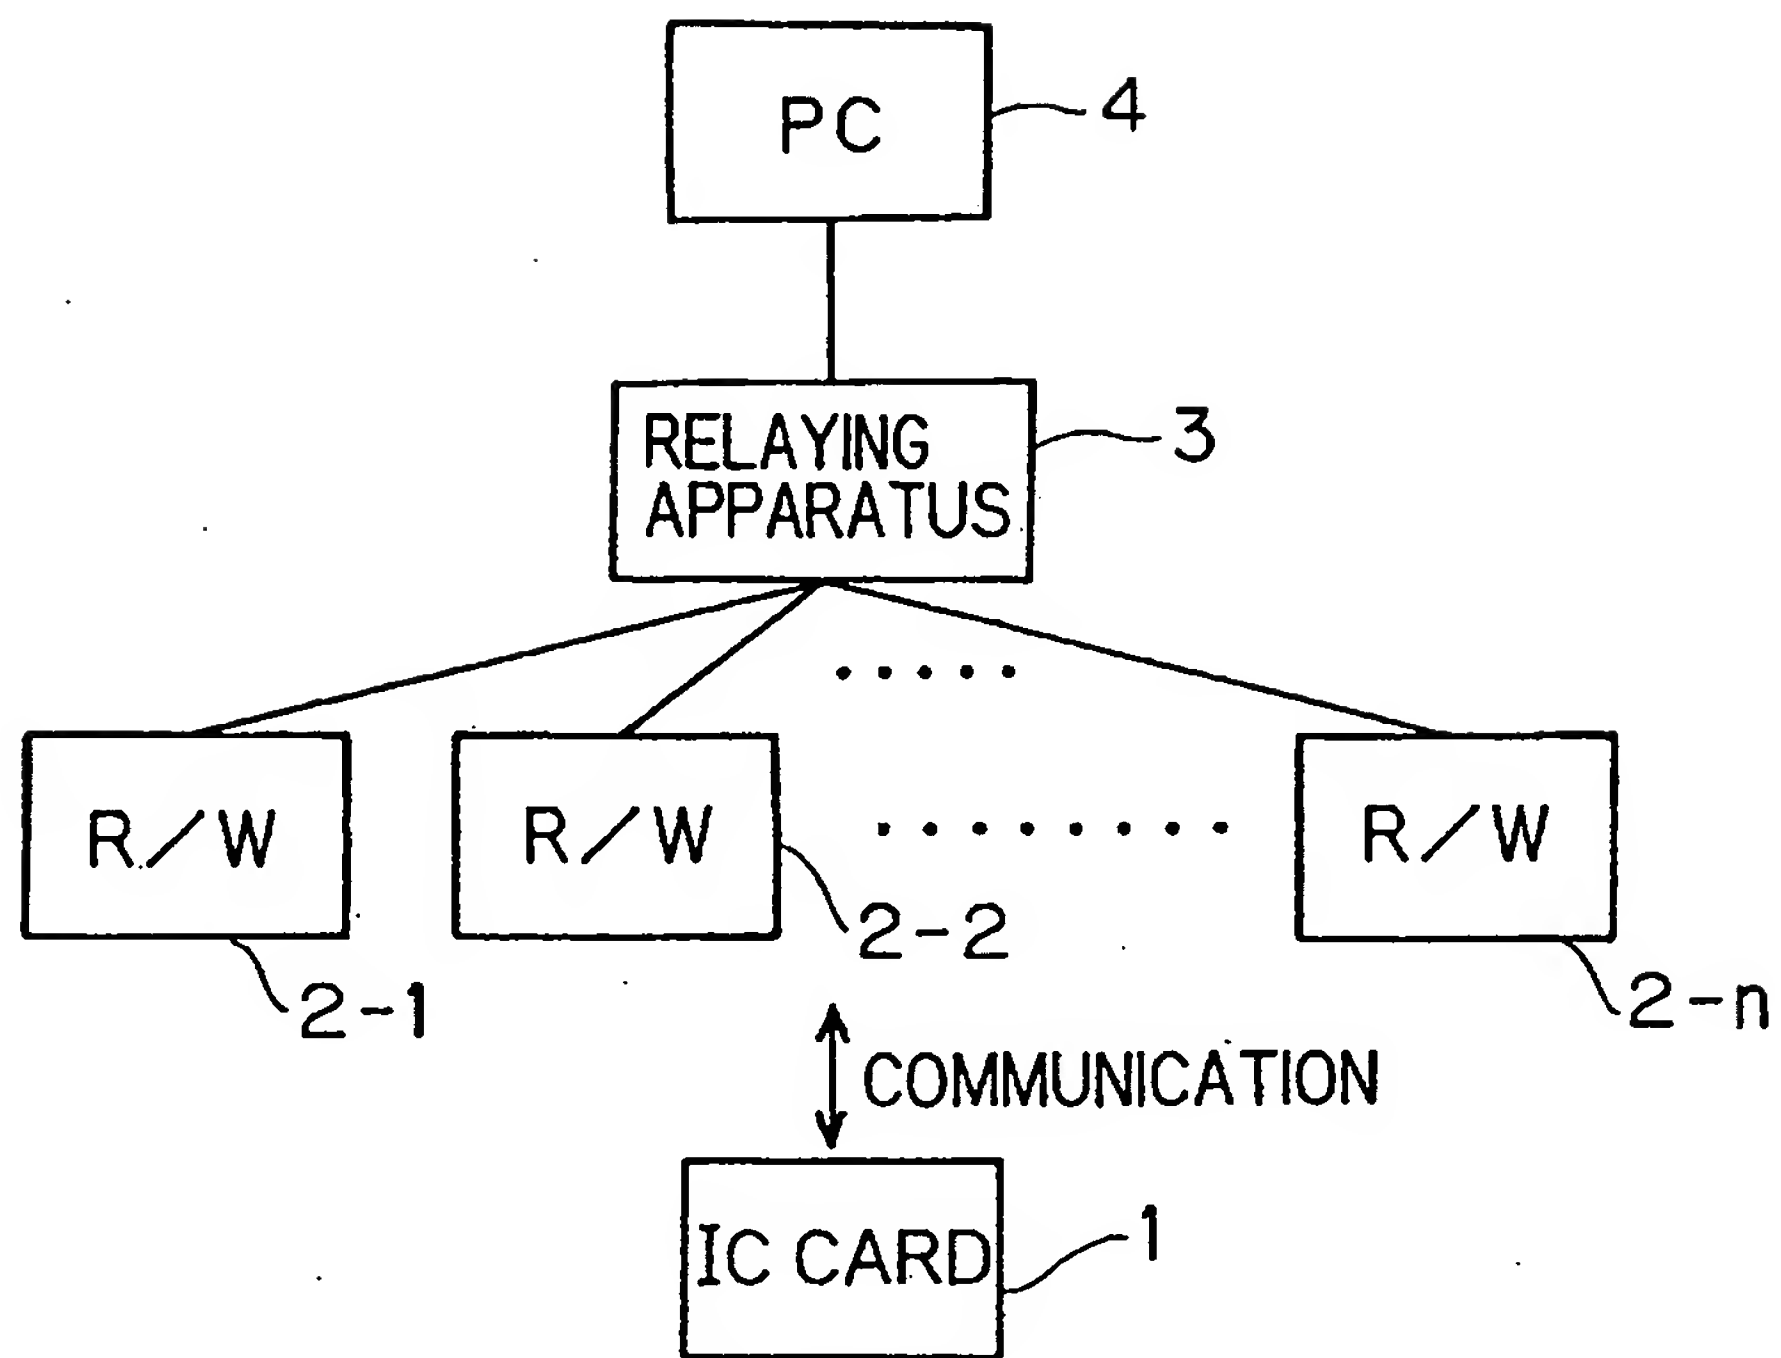 PC
4
RELAYING
APPARATUS
3
R/W
R/W
R/W
2-1
2-2
2-n
COMMUNICATION
IC CARD
1